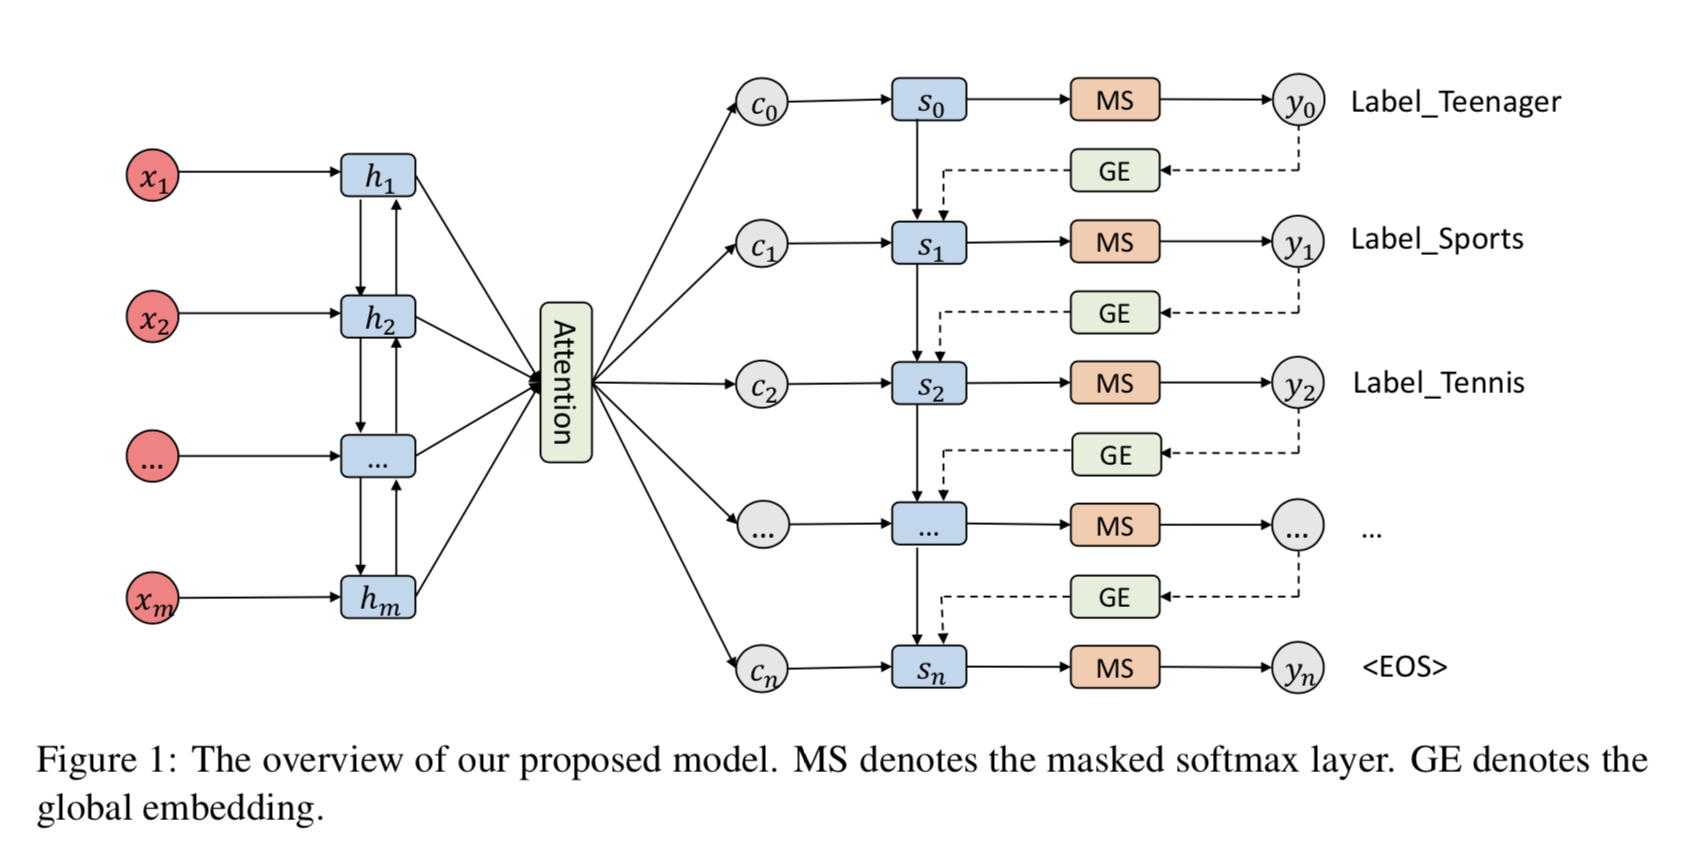 c₀ s₀ MS y₀ Label_Teenager
GE
x₁ h₁
c₁ s₁ MS y₁ Label_Sports
GE
x₂ h₂
Attention
c₂ s₂ MS y₂ Label_Tennis
GE
... ...
... ... MS ... ...
GE
xₘ hₘ
cₙ sₙ MS yₙ <EOS>
Figure 1: The overview of our proposed model. MS denotes the masked softmax layer. GE denotes the
global embedding.